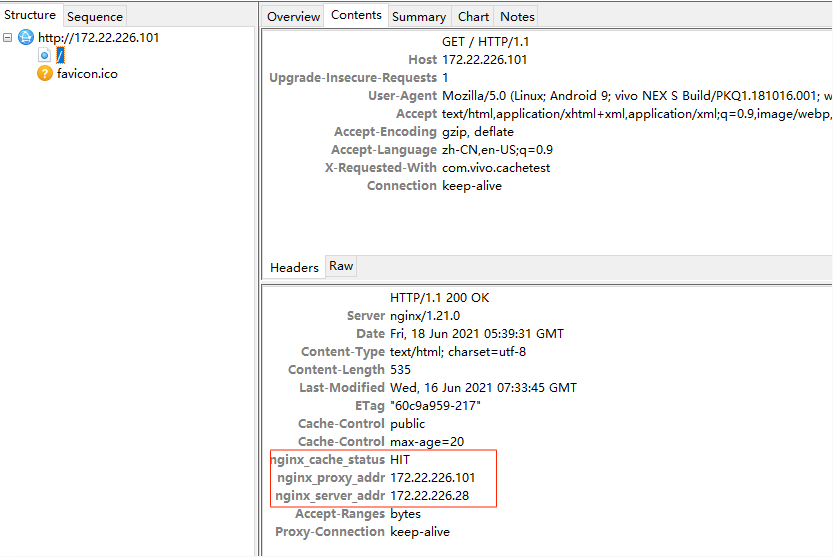 Structure Sequence
http://172.22.226.101
/
favicon.ico
Overview Contents Summary Chart Notes
GET / HTTP/1.1
Host 172.22.226.101
Upgrade-Insecure-Requests 1
User-Agent Mozilla/5.0 (Linux; Android 9; vivo NEX S Build/PKQ1.181016.001; w
Accept text/html,application/xhtml+xml,application/xml;q=0.9,image/webp,
Accept-Encoding gzip, deflate
Accept-Language zh-CN,en-US;q=0.9
X-Requested-With com.vivo.cachetest
Connection keep-alive
Headers Raw
HTTP/1.1 200 OK
Server nginx/1.21.0
Date Fri, 18 Jun 2021 05:39:31 GMT
Content-Type text/html; charset=utf-8
Content-Length 535
Last-Modified Wed, 16 Jun 2021 07:33:45 GMT
ETag "60c9a959-217"
Cache-Control public
Cache-Control max-age=20
nginx_cache_status HIT
nginx_proxy_addr 172.22.226.101
nginx_server_addr 172.22.226.28
Accept-Ranges bytes
Proxy-Connection keep-alive